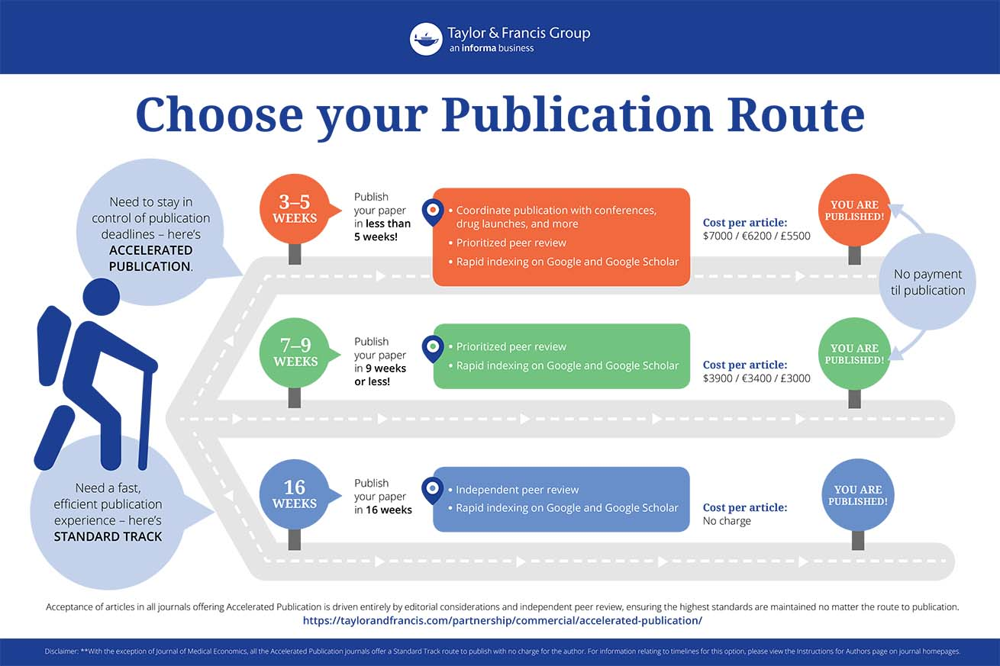 Taylor & Francis Group
an informa business
Choose your Publication Route
Need to stay in
control of publication
deadlines – here's
ACCELERATED
PUBLICATION.
3–5
WEEKS
Publish
your paper
in less than
5 weeks!
• Coordinate publication with conferences,
drug launches, and more
• Prioritized peer review
• Rapid indexing on Google and Google Scholar
Cost per article:
$7000 / €6200 / £5500
YOU ARE
PUBLISHED!
No payment
til publication
7–9
WEEKS
Publish
your paper
in 9 weeks
or less!
• Prioritized peer review
• Rapid indexing on Google and Google Scholar
Cost per article:
$3900 / €3400 / £3000
YOU ARE
PUBLISHED!
Need a fast,
efficient publication
experience – here's
STANDARD TRACK
16
WEEKS
Publish
your paper
in 16 weeks
• Independent peer review
• Rapid indexing on Google and Google Scholar
Cost per article:
No charge
YOU ARE
PUBLISHED!
Acceptance of articles in all journals offering Accelerated Publication is driven entirely by editorial considerations and independent peer review, ensuring the highest standards are maintained no matter the route to publication.
https://taylorandfrancis.com/partnership/commercial/accelerated-publication/
Disclaimer: **With the exception of Journal of Medical Economics, all the Accelerated Publication journals offer a Standard Track route to publish with no charge for the author. For information relating to timelines for this option, please view the Instructions for Authors page on journal homepages.